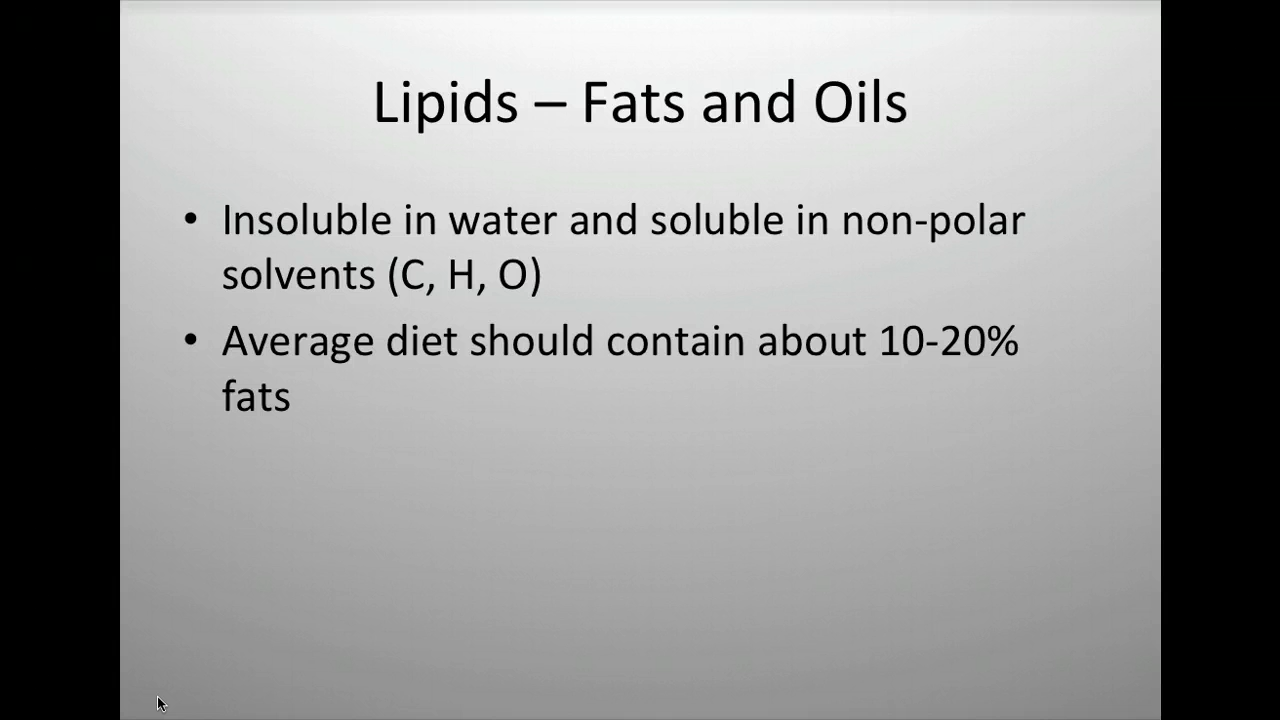 Lipids – Fats and Oils
• Insoluble in water and soluble in non-polar
solvents (C, H, O)
• Average diet should contain about 10-20%
fats